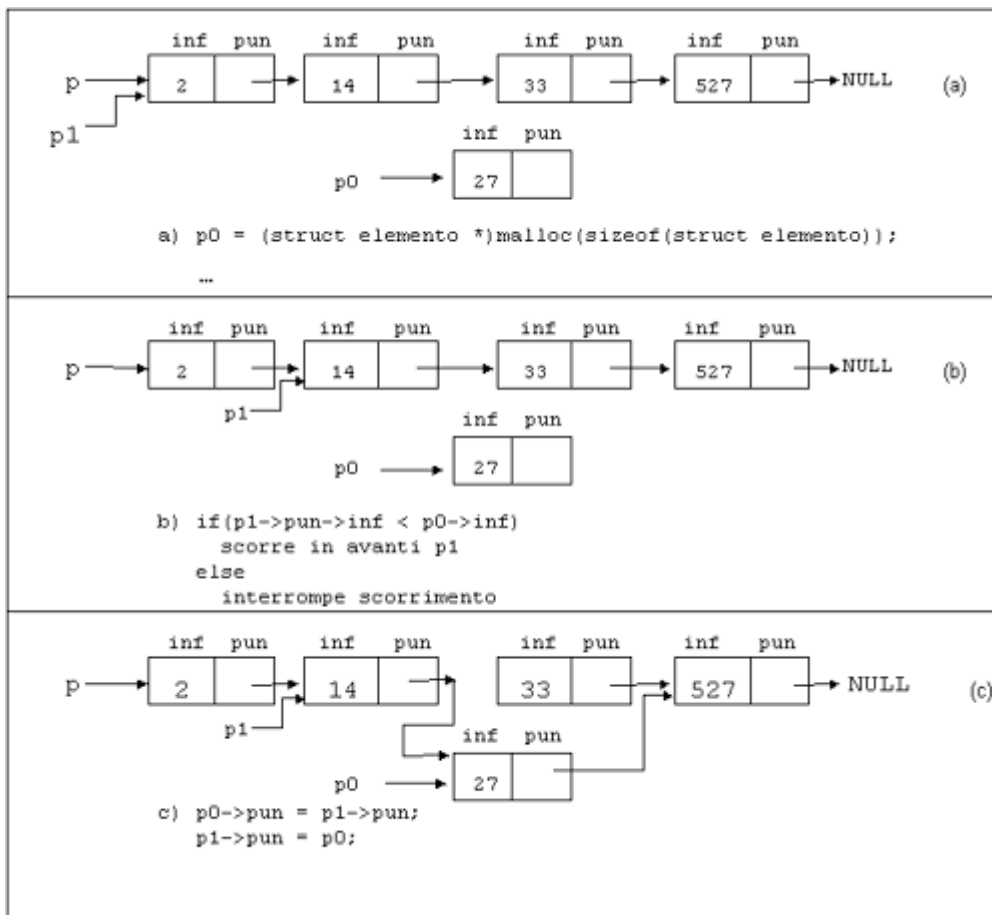 inf pun inf pun inf pun inf pun
p 2 14 33 527 NULL (a)
p1
inf pun
p0 27
a) p0 = (struct elemento *)malloc(sizeof(struct elemento));
…
inf pun inf pun inf pun inf pun
p 2 14 33 527 NULL (b)
p1
inf pun
p0 27
b) if(p1->pun->inf < p0->inf)
scorre in avanti p1
else
interrompe scorrimento
inf pun inf pun inf pun inf pun
p 2 14 33 527 NULL (c)
p1
inf pun
p0 27
c) p0->pun = p1->pun;
p1->pun = p0;